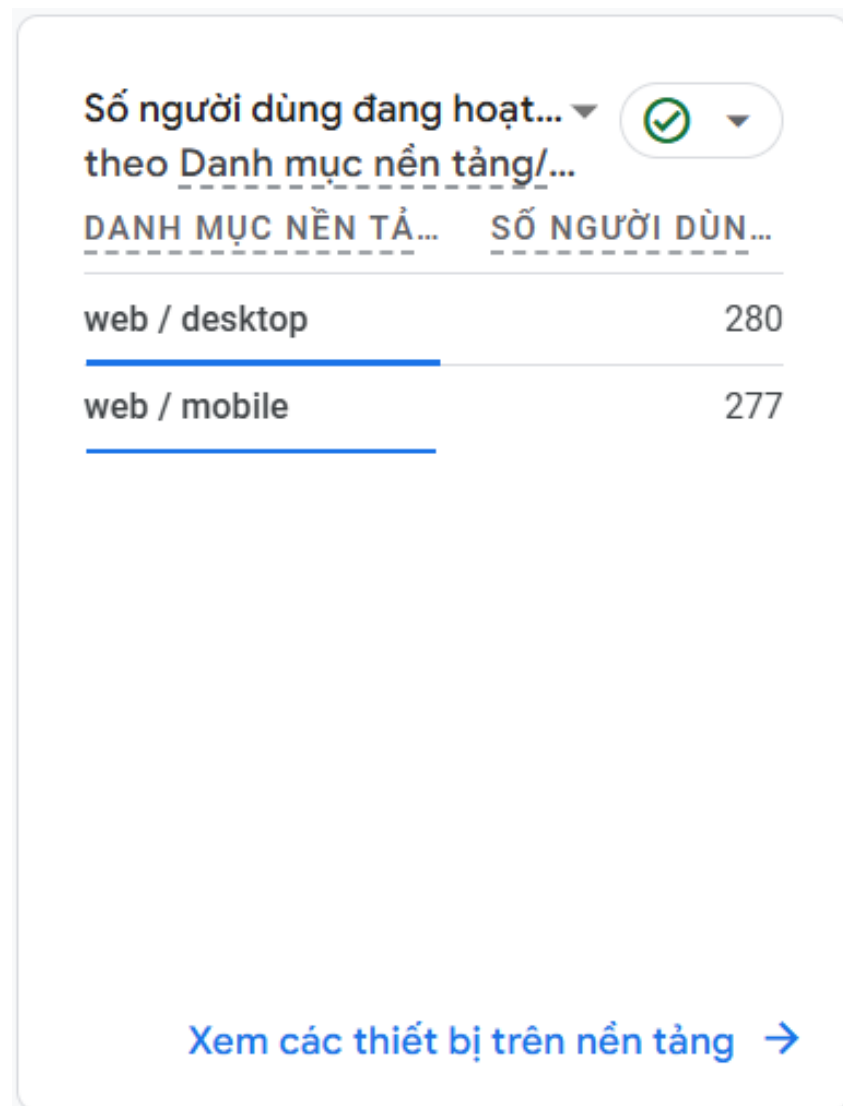 Số người dùng đang hoạt...
theo Danh mục nền tảng/...
DANH MỤC NỀN TẢ... SỐ NGƯỜI DÙN...
web / desktop 280
web / mobile 277
Xem các thiết bị trên nền tảng